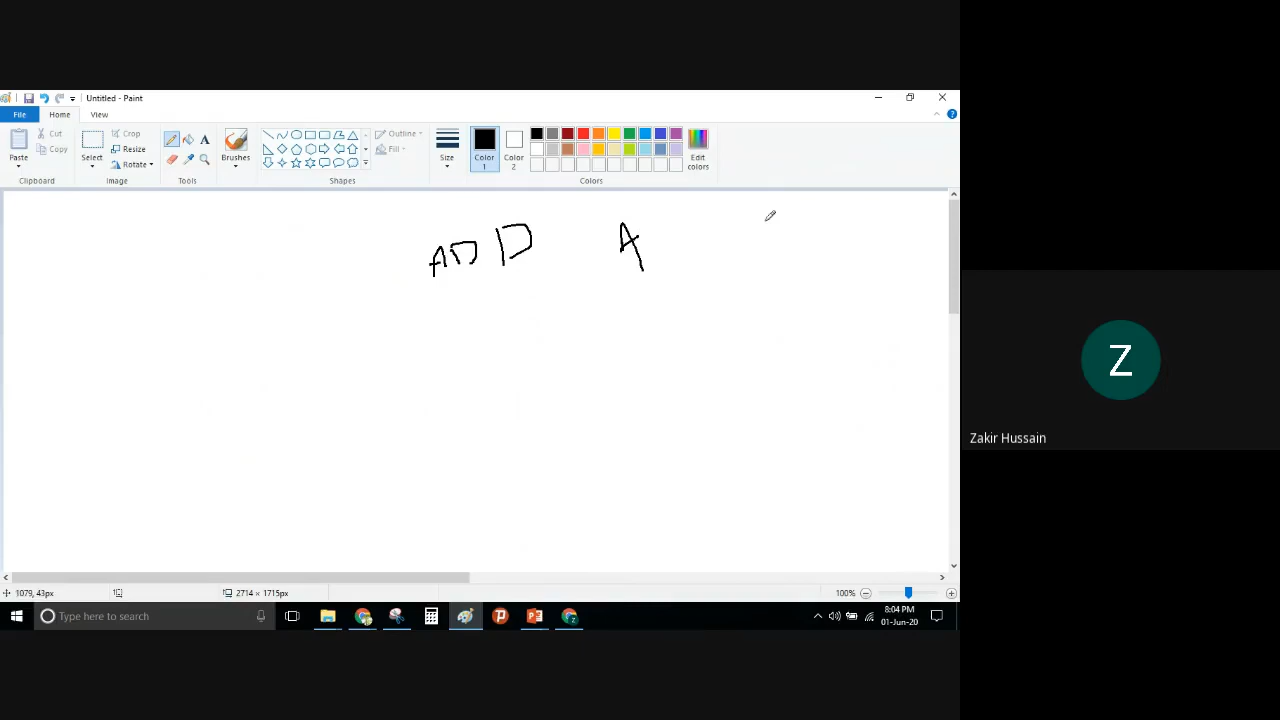 Untitled - Paint
File Home View
Paste Cut Copy Select Crop Resize Rotate Brushes Outline Fill Size Color 1 Color 2 Edit colors
Clipboard Image Tools Shapes Colors
ADD A
Z
Zakir Hussain
1079, 43px 2714 × 1715px 100%
Type here to search
8:04 PM
01-Jun-20